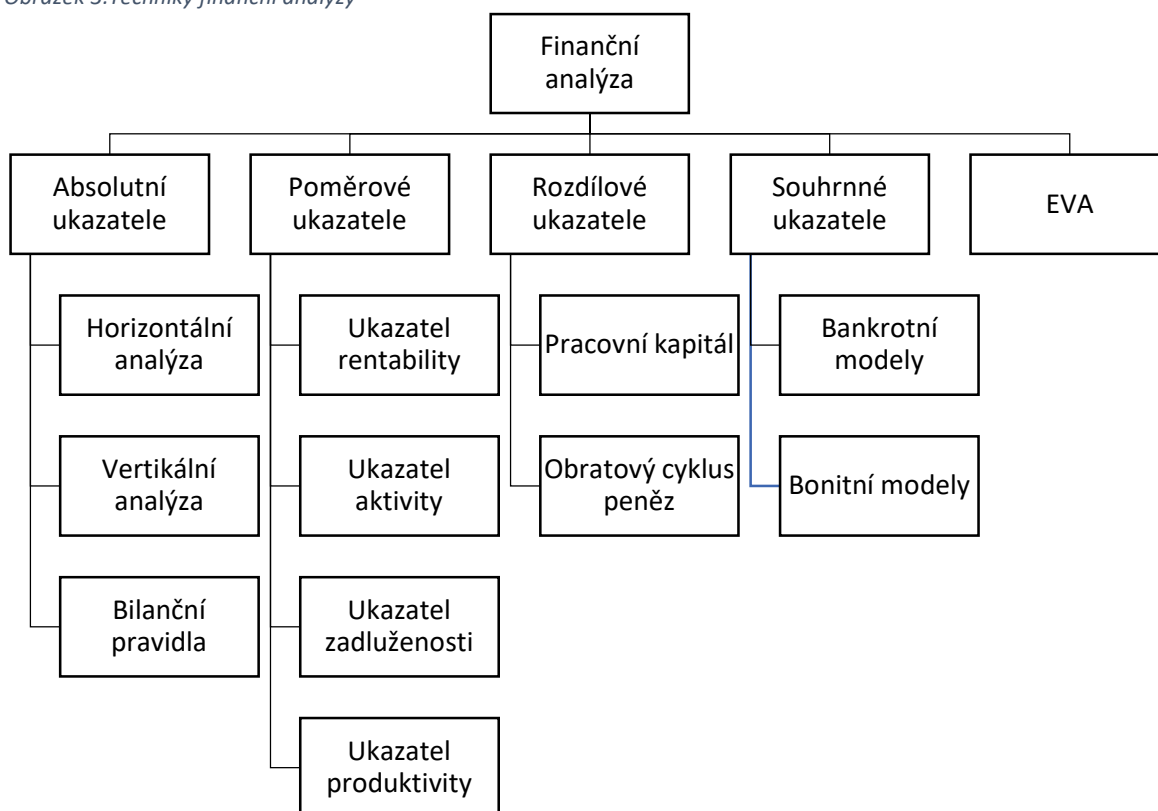 Obrázek 3:Techniky finanční analýzy
Finanční
analýza
Absolutní
ukazatele
Poměrové
ukazatele
Rozdílové
ukazatele
Souhrnné
ukazatele
EVA
Horizontální
analýza
Ukazatel
rentability
Pracovní kapitál
Bankrotní
modely
Vertikální
analýza
Ukazatel
aktivity
Obratový cyklus
peněz
Bonitní modely
Bilanční
pravidla
Ukazatel
zadluženosti
Ukazatel
produktivity